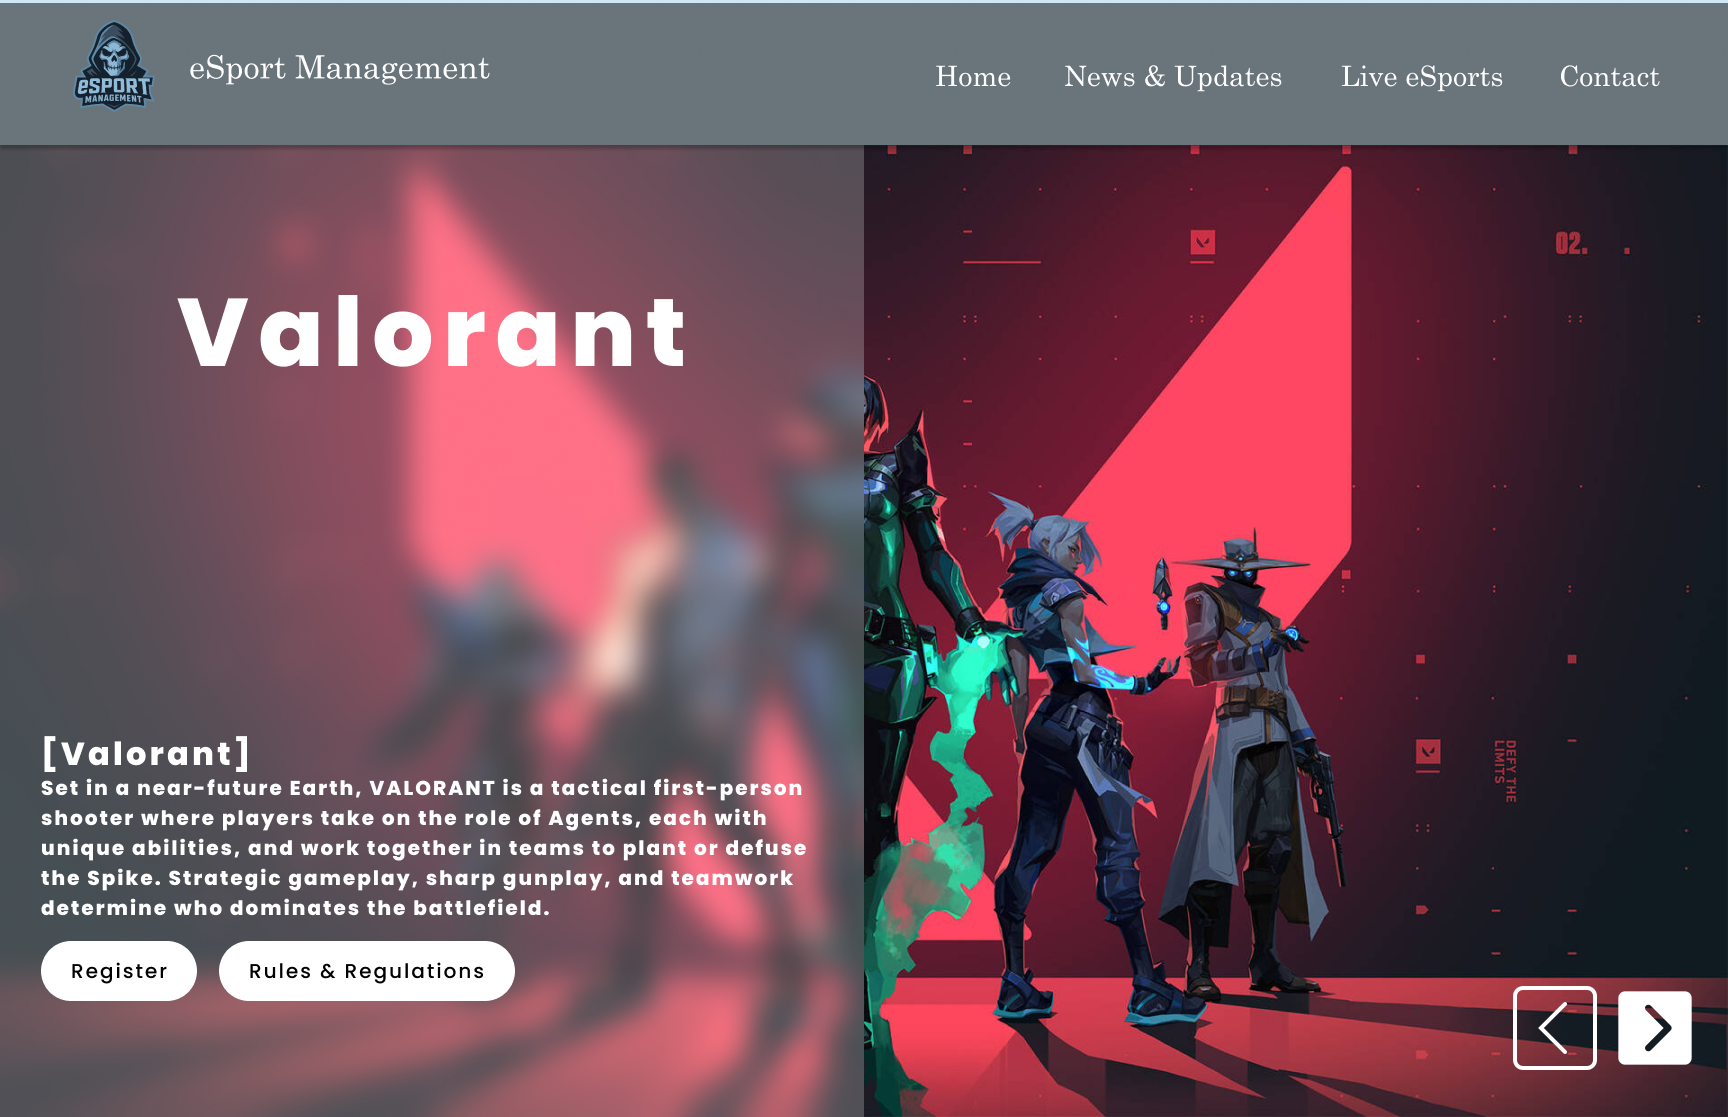 eSPORT
MANAGEMENT
eSport Management
Home
News & Updates
Live eSports
Contact
02.
Valorant
DEFY THE
LIMITS
[Valorant]
Set in a near-future Earth, VALORANT is a tactical first-person
shooter where players take on the role of Agents, each with
unique abilities, and work together in teams to plant or defuse
the Spike. Strategic gameplay, sharp gunplay, and teamwork
determine who dominates the battlefield.
Register
Rules & Regulations